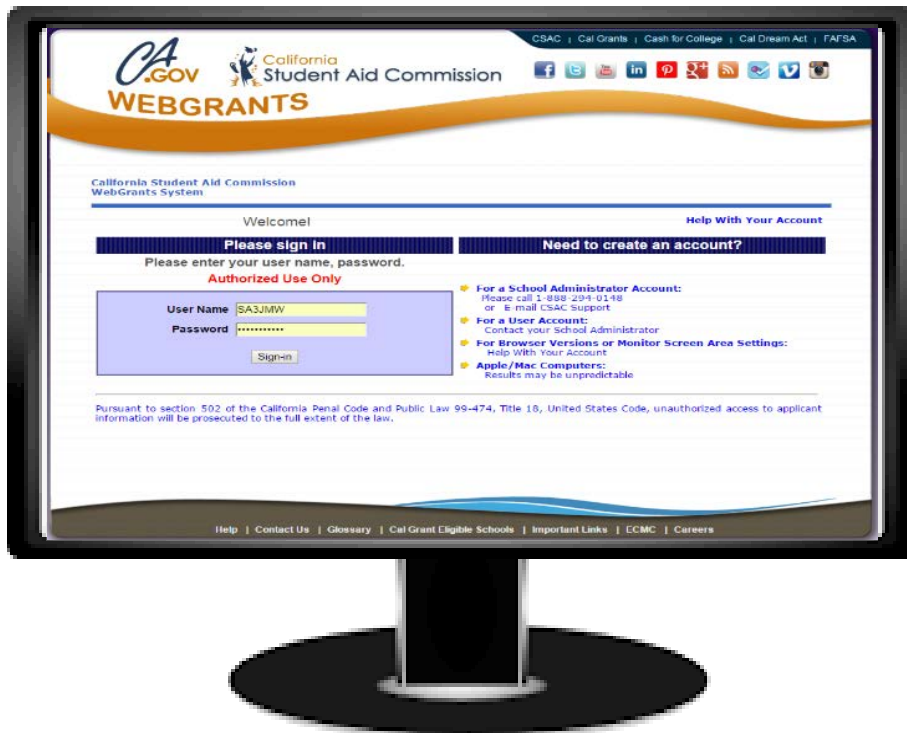 CSAC | Cal Grants | Cash for College | Cal Dream Act | FAFSA
CA
.GOV
California
Student Aid Commission
WEBGRANTS
California Student Aid Commission
WebGrants System
Welcome!
Help With Your Account
Please sign in
Need to create an account?
Please enter your user name, password.
Authorized Use Only
User Name SA3JMW
Password •••••••••••
Sign-in
For a School Administrator Account:
Please call 1-888-294-0148
or E-mail CSAC Support
For a User Account:
Contact your School Administrator
For Browser Versions or Monitor Screen Area Settings:
Help With Your Account
Apple/Mac Computers:
Results may be unpredictable
Pursuant to section 502 of the California Penal Code and Public Law 99-474, Title 18, United States Code, unauthorized access to applicant
information will be prosecuted to the full extent of the law.
Help | Contact Us | Glossary | Cal Grant Eligible Schools | Important Links | ECMC | Careers